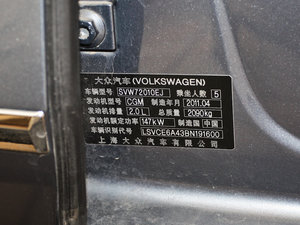 大众汽车(VOLKSWAGEN)
车辆型号 SVW72010EJ 乘坐人数 5
发动机型号 CGM 制造年月 2011.04
发动机排量 2.0 L 总质量 2090kg
发动机额定功率 147kW 制造国 中国
车辆识别代号 LSVCE6A43BN191600
上海大众汽车有限公司